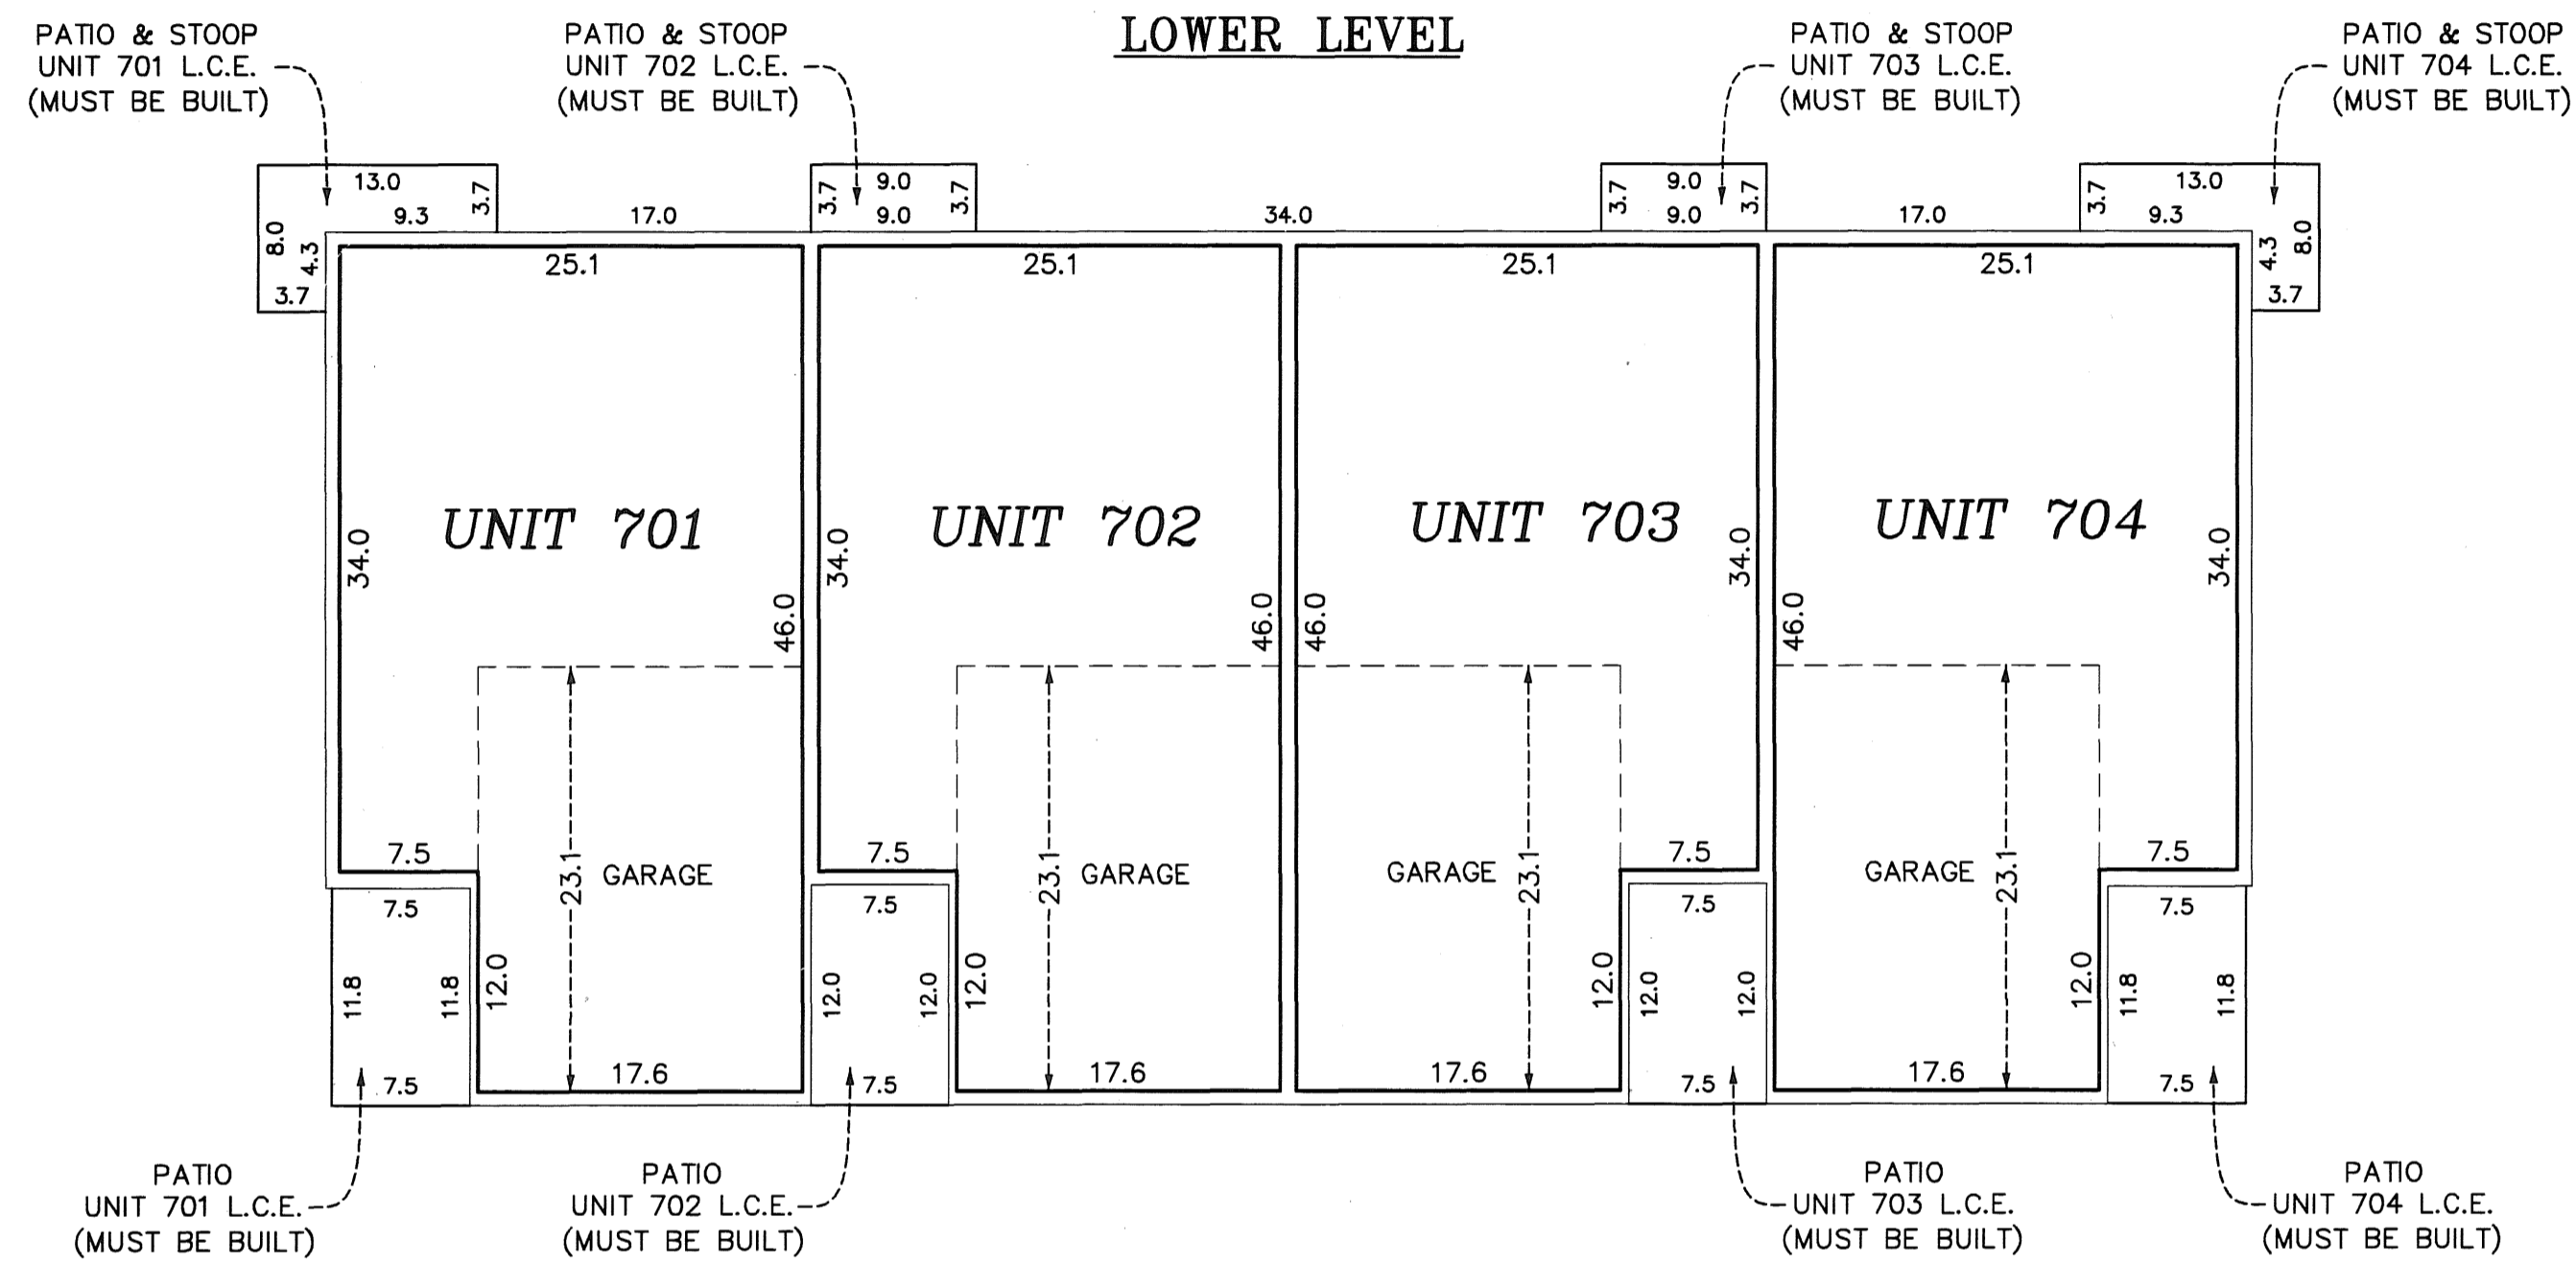 LOWER LEVEL
PATIO & STOOP
UNIT 701 L.C.E.
(MUST BE BUILT)
PATIO & STOOP
UNIT 702 L.C.E.
(MUST BE BUILT)
PATIO & STOOP
UNIT 703 L.C.E.
(MUST BE BUILT)
PATIO & STOOP
UNIT 704 L.C.E.
(MUST BE BUILT)
13.0
3.7
9.3
8.0
4.3
3.7
17.0
3.7
9.0
3.7
9.0
34.0
3.7
9.0
3.7
9.0
17.0
3.7
13.0
9.3
4.3
8.0
3.7
25.1
25.1
25.1
25.1
UNIT 701
UNIT 702
UNIT 703
UNIT 704
34.0
46.0
34.0
46.0
46.0
34.0
46.0
34.0
7.5
23.1
GARAGE
7.5
23.1
GARAGE
GARAGE
23.1
7.5
GARAGE
23.1
7.5
7.5
11.8
11.8
12.0
7.5
17.6
7.5
12.0
12.0
12.0
7.5
17.6
17.6
12.0
7.5
12.0
12.0
7.5
17.6
12.0
7.5
11.8
11.8
7.5
PATIO
UNIT 701 L.C.E.
(MUST BE BUILT)
PATIO
UNIT 702 L.C.E.
(MUST BE BUILT)
PATIO
UNIT 703 L.C.E.
(MUST BE BUILT)
PATIO
UNIT 704 L.C.E.
(MUST BE BUILT)